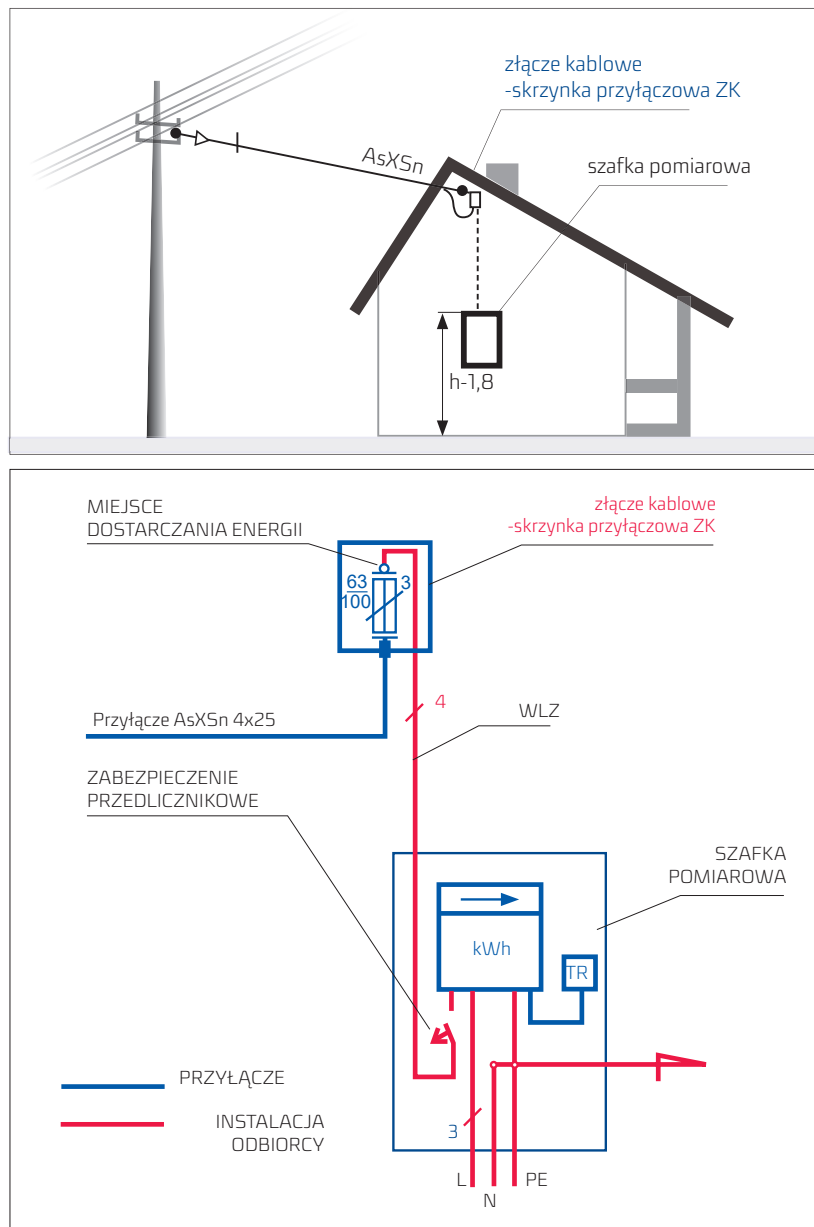 złącze kablowe
-skrzynka przyłączowa ZK
AsXSn
szafka pomiarowa
h-1,8
MIEJSCE
DOSTARCZANIA ENERGII
złącze kablowe
-skrzynka przyłączowa ZK
63
100
3
4
Przyłącze AsXSn 4x25
WLZ
ZABEZPIECZENIE
PRZEDLICZNIKOWE
SZAFKA
POMIAROWA
kWh
TR
PRZYŁĄCZE
INSTALACJA
ODBIORCY
3
L
N
PE